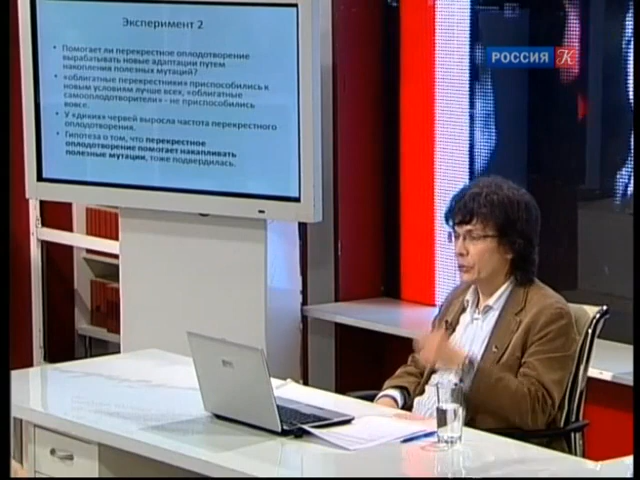 Эксперимент 2
РОССИЯ К
• Помогает ли перекрестное оплодотворение
вырабатывать новые адаптации путем
накопления полезных мутаций?
• «облигатные перекрестники» приспособились к
новым условиям лучше всех, «облигатные
самооплодотворители» - не приспособились
вовсе.
• У «диких» червей выросла частота перекрестного
оплодотворения.
• Гипотеза о том, что перекрестное
оплодотворение помогает накапливать
полезные мутации, тоже подтвердилась.